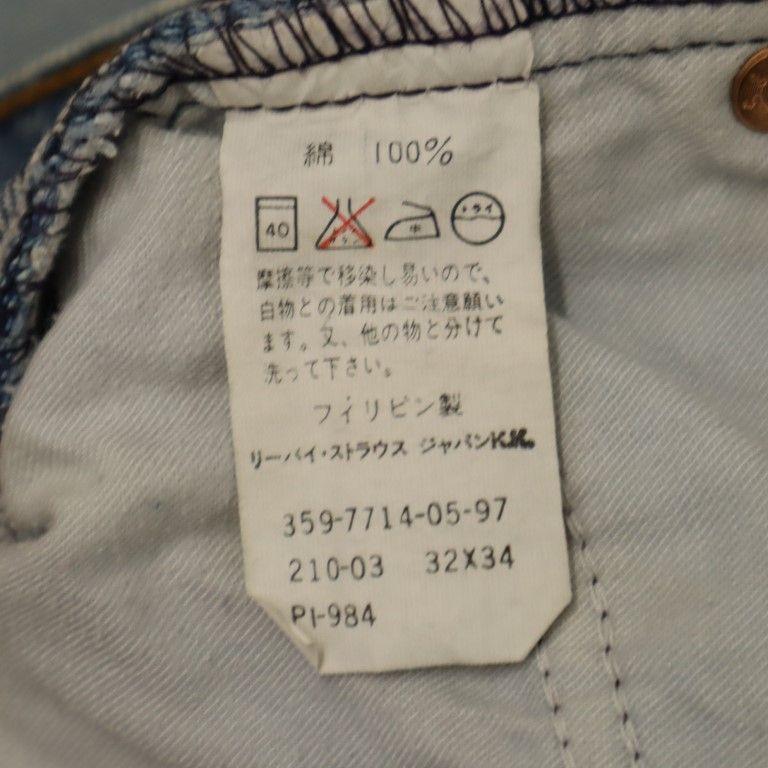 綿 100%
40 中 ドライ
摩擦等で移染し易いので、
白物との着用はご注意願い
ます。又、他の物と分けて
洗って下さい。
フィリピン製
リーバイ・ストラウス ジャパンK.K.
359-7714-05-97
210-03 32X34
PI-984